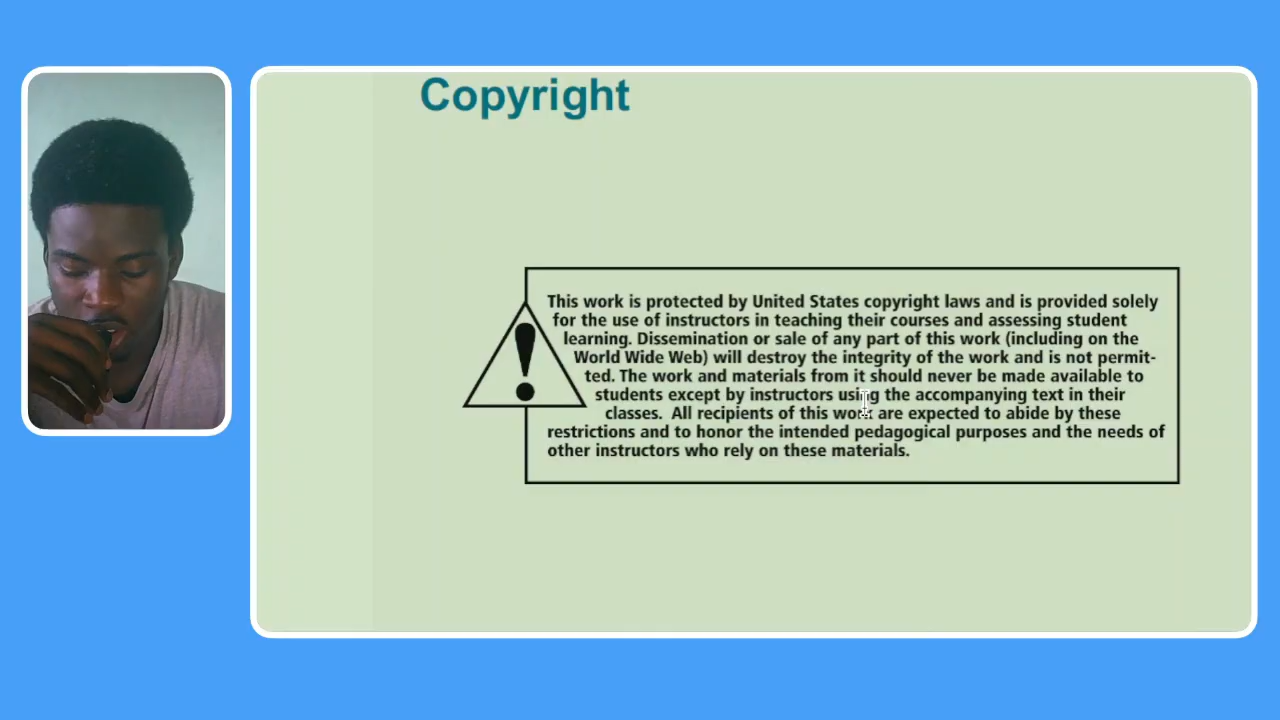 Copyright
This work is protected by United States copyright laws and is provided solely
for the use of instructors in teaching their courses and assessing student
learning. Dissemination or sale of any part of this work (including on the
World Wide Web) will destroy the integrity of the work and is not permit-
ted. The work and materials from it should never be made available to
students except by instructors using the accompanying text in their
classes. All recipients of this work are expected to abide by these
restrictions and to honor the intended pedagogical purposes and the needs of
other instructors who rely on these materials.